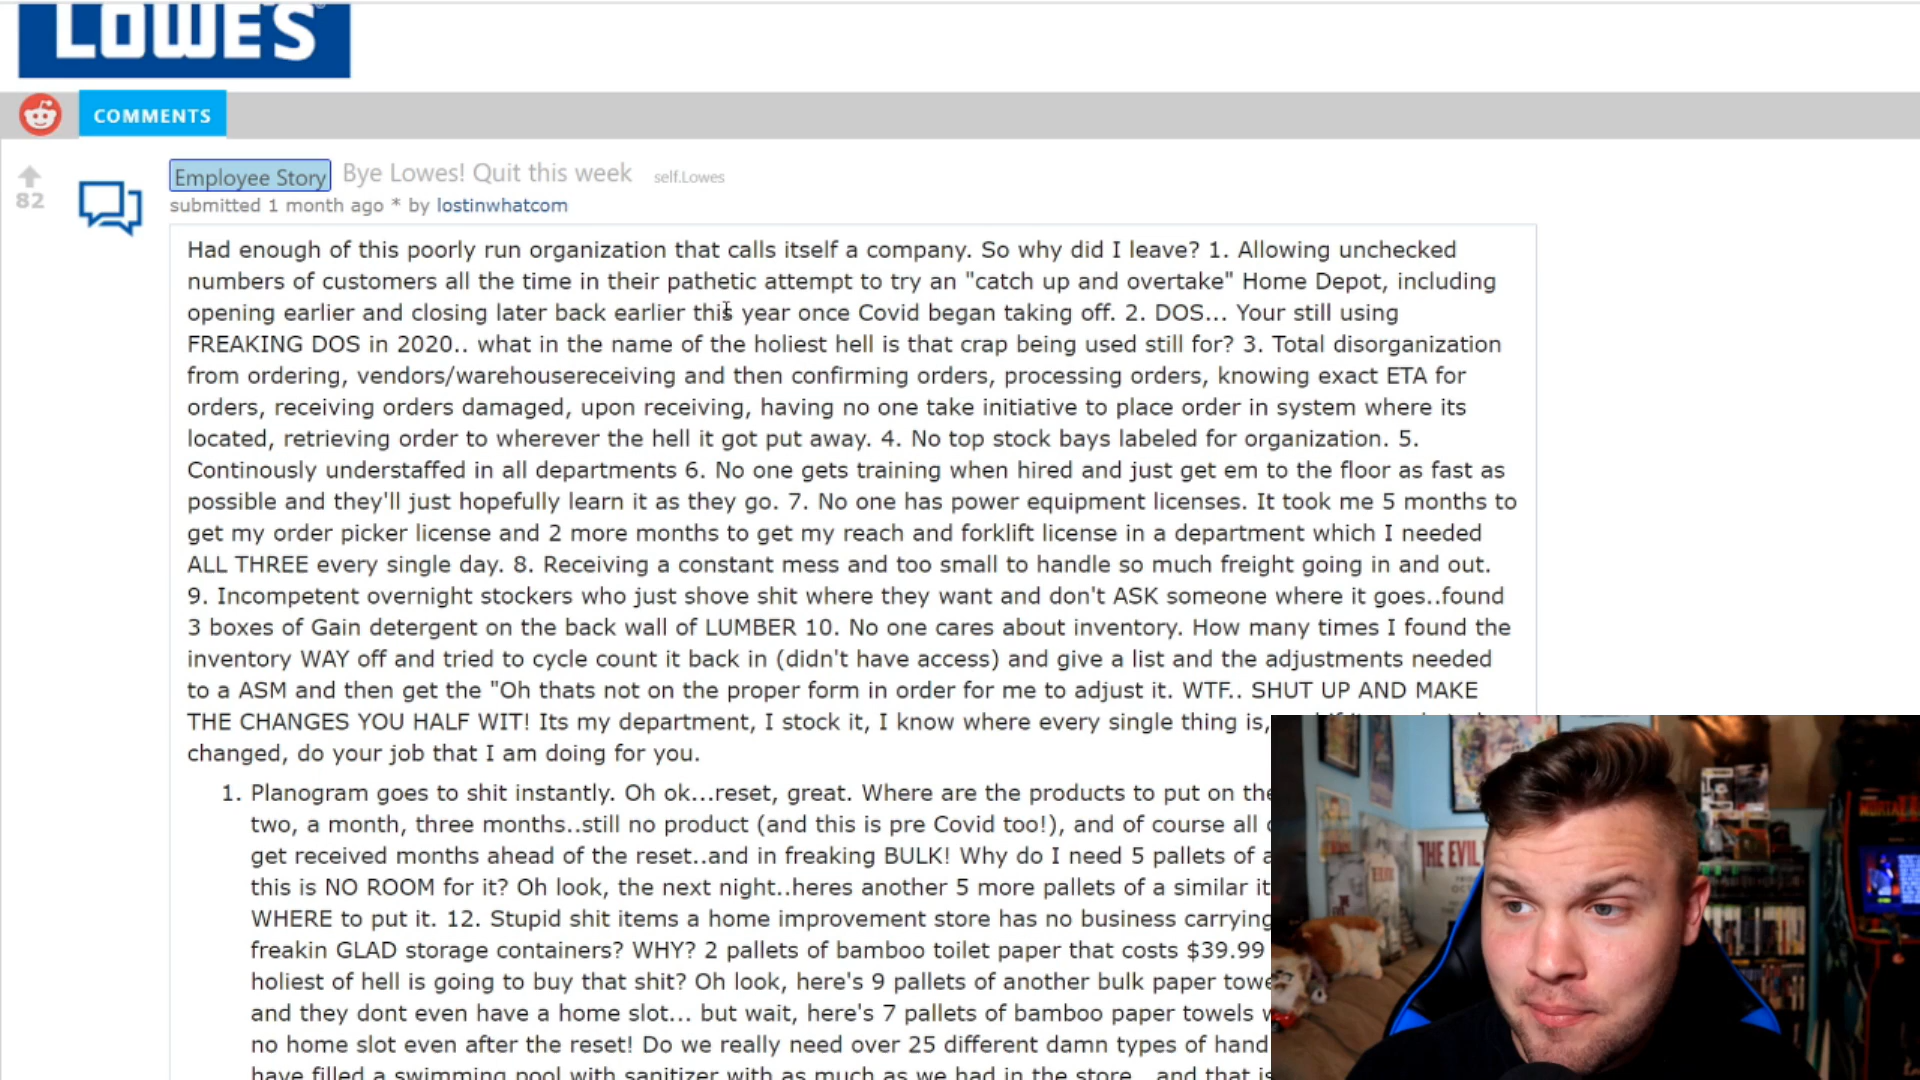 LOWE'S
COMMENTS
Employee Story Bye Lowes! Quit this week self.Lowes
82
submitted 1 month ago * by lostinwhatcom
Had enough of this poorly run organization that calls itself a company. So why did I leave? 1. Allowing unchecked
numbers of customers all the time in their pathetic attempt to try an "catch up and overtake" Home Depot, including
opening earlier and closing later back earlier this year once Covid began taking off. 2. DOS... Your still using
FREAKING DOS in 2020.. what in the name of the holiest hell is that crap being used still for? 3. Total disorganization
from ordering, vendors/warehousereceiving and then confirming orders, processing orders, knowing exact ETA for
orders, receiving orders damaged, upon receiving, having no one take initiative to place order in system where its
located, retrieving order to wherever the hell it got put away. 4. No top stock bays labeled for organization. 5.
Continously understaffed in all departments 6. No one gets training when hired and just get em to the floor as fast as
possible and they'll just hopefully learn it as they go. 7. No one has power equipment licenses. It took me 5 months to
get my order picker license and 2 more months to get my reach and forklift license in a department which I needed
ALL THREE every single day. 8. Receiving a constant mess and too small to handle so much freight going in and out.
9. Incompetent overnight stockers who just shove shit where they want and don't ASK someone where it goes..found
3 boxes of Gain detergent on the back wall of LUMBER 10. No one cares about inventory. How many times I found the
inventory WAY off and tried to cycle count it back in (didn't have access) and give a list and the adjustments needed
to a ASM and then get the "Oh thats not on the proper form in order for me to adjust it. WTF.. SHUT UP AND MAKE
THE CHANGES YOU HALF WIT! Its my department, I stock it, I know where every single thing is,
changed, do your job that I am doing for you.
1. Planogram goes to shit instantly. Oh ok...reset, great. Where are the products to put on the
two, a month, three months..still no product (and this is pre Covid too!), and of course all
get received months ahead of the reset..and in freaking BULK! Why do I need 5 pallets of
this is NO ROOM for it? Oh look, the next night..heres another 5 more pallets of a similar
WHERE to put it. 12. Stupid shit items a home improvement store has no business carrying
freakin GLAD storage containers? WHY? 2 pallets of bamboo toilet paper that costs $39.99
holiest of hell is going to buy that shit? Oh look, here's 9 pallets of another bulk paper
and they dont even have a home slot... but wait, here's 7 pallets of bamboo paper towels
no home slot even after the reset! Do we really need over 25 different damn types of hand
have filled a swimming pool with sanitizer with as much as we had in the store.. and that is
THE EVIL